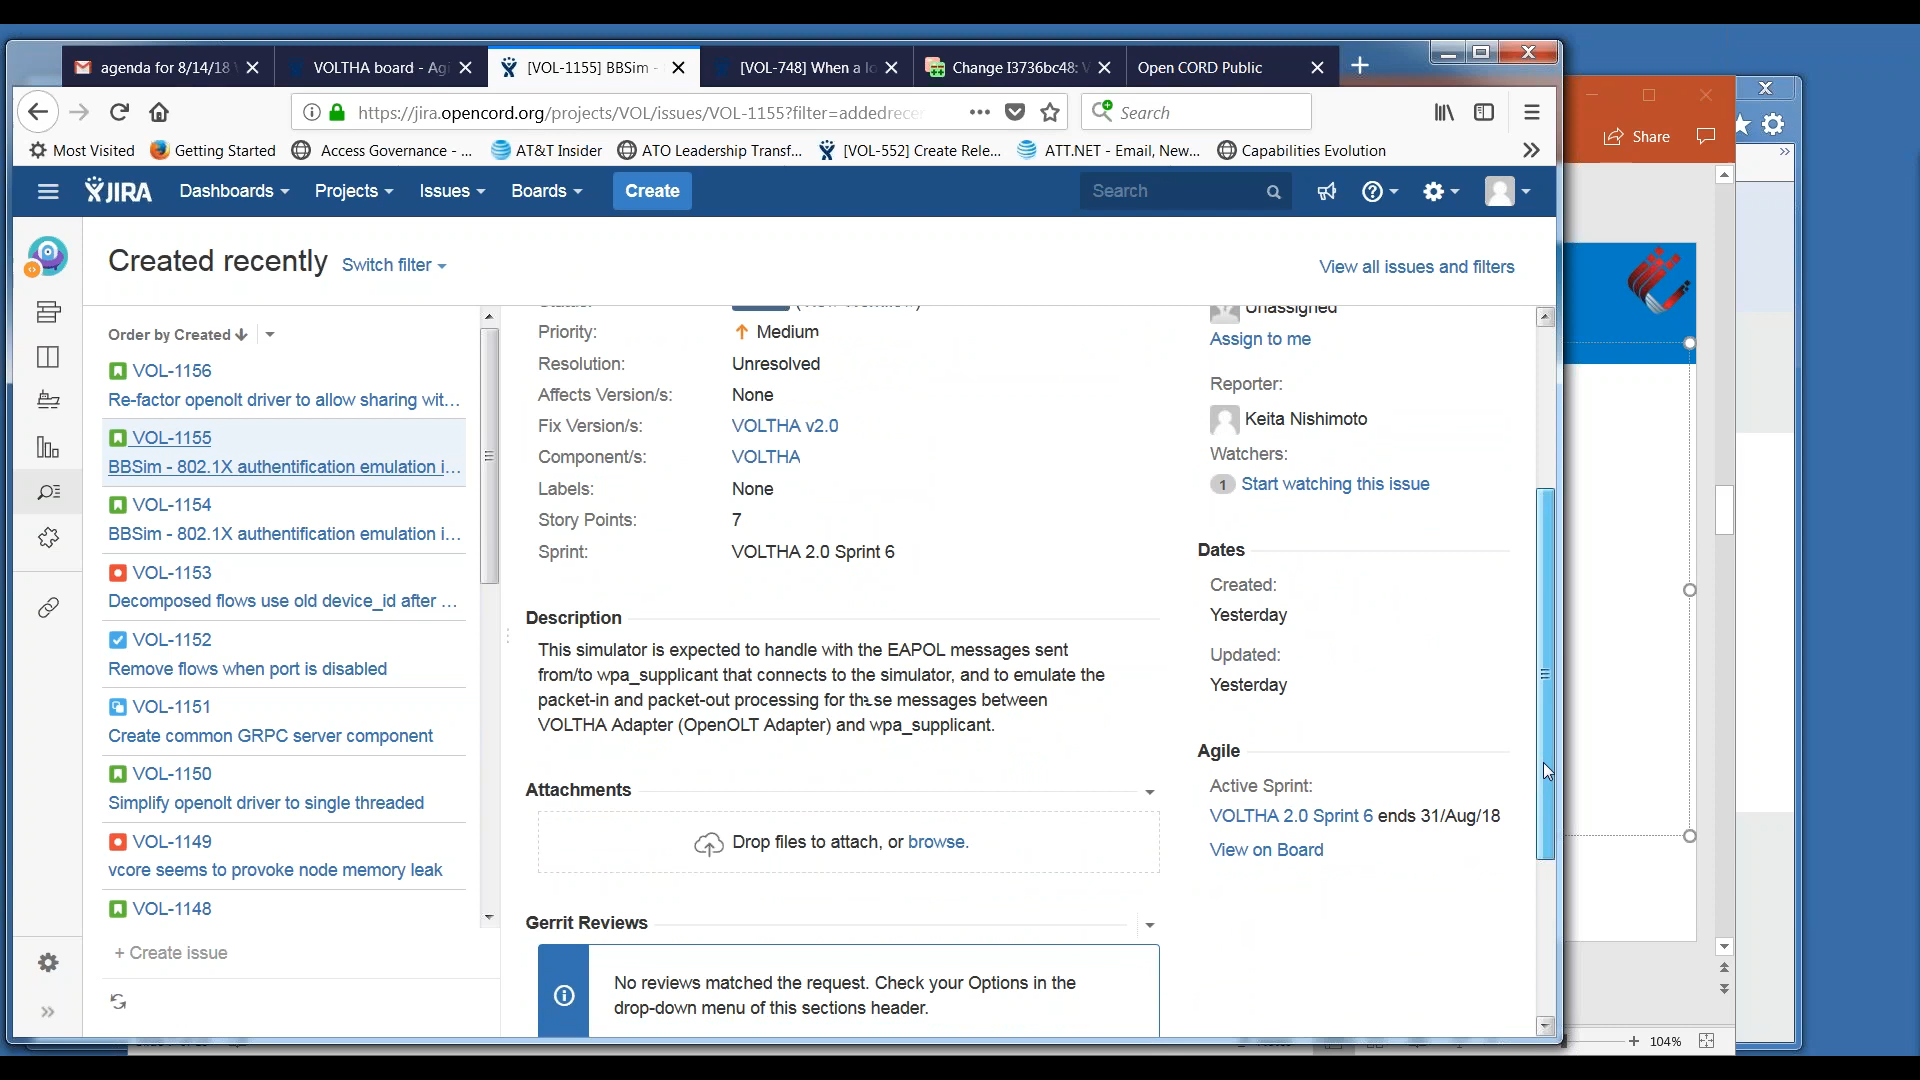 agenda for 8/14/18
VOLTHA board - Agi
[VOL-1155] BBSim -
[VOL-748] When a lo
Change I3736bc48: V
Open CORD Public
https://jira.opencord.org/projects/VOL/issues/VOL-1155?filter=addedrecen
Search
Share
Most Visited
Getting Started
Access Governance - ...
AT&T Insider
ATO Leadership Transf...
[VOL-552] Create Rele...
ATT.NET - Email, New...
Capabilities Evolution
JIRA
Dashboards
Projects
Issues
Boards
Create
Search
Created recently
Switch filter
View all issues and filters
Order by Created
VOL-1156
Re-factor openolt driver to allow sharing wit...
VOL-1155
BBSim - 802.1X authentification emulation i...
VOL-1154
BBSim - 802.1X authentification emulation i...
VOL-1153
Decomposed flows use old device_id after ...
VOL-1152
Remove flows when port is disabled
VOL-1151
Create common GRPC server component
VOL-1150
Simplify openolt driver to single threaded
VOL-1149
vcore seems to provoke node memory leak
VOL-1148
+ Create issue
Priority: Medium
Resolution: Unresolved
Affects Version/s: None
Fix Version/s: VOLTHA v2.0
Component/s: VOLTHA
Labels: None
Story Points: 7
Sprint: VOLTHA 2.0 Sprint 6
Description
This simulator is expected to handle with the EAPOL messages sent
from/to wpa_supplicant that connects to the simulator, and to emulate the
packet-in and packet-out processing for these messages between
VOLTHA Adapter (OpenOLT Adapter) and wpa_supplicant.
Attachments
Drop files to attach, or browse.
Gerrit Reviews
No reviews matched the request. Check your Options in the
drop-down menu of this sections header.
Unassigned
Assign to me
Reporter:
Keita Nishimoto
Watchers:
1 Start watching this issue
Dates
Created:
Yesterday
Updated:
Yesterday
Agile
Active Sprint:
VOLTHA 2.0 Sprint 6 ends 31/Aug/18
View on Board
104%